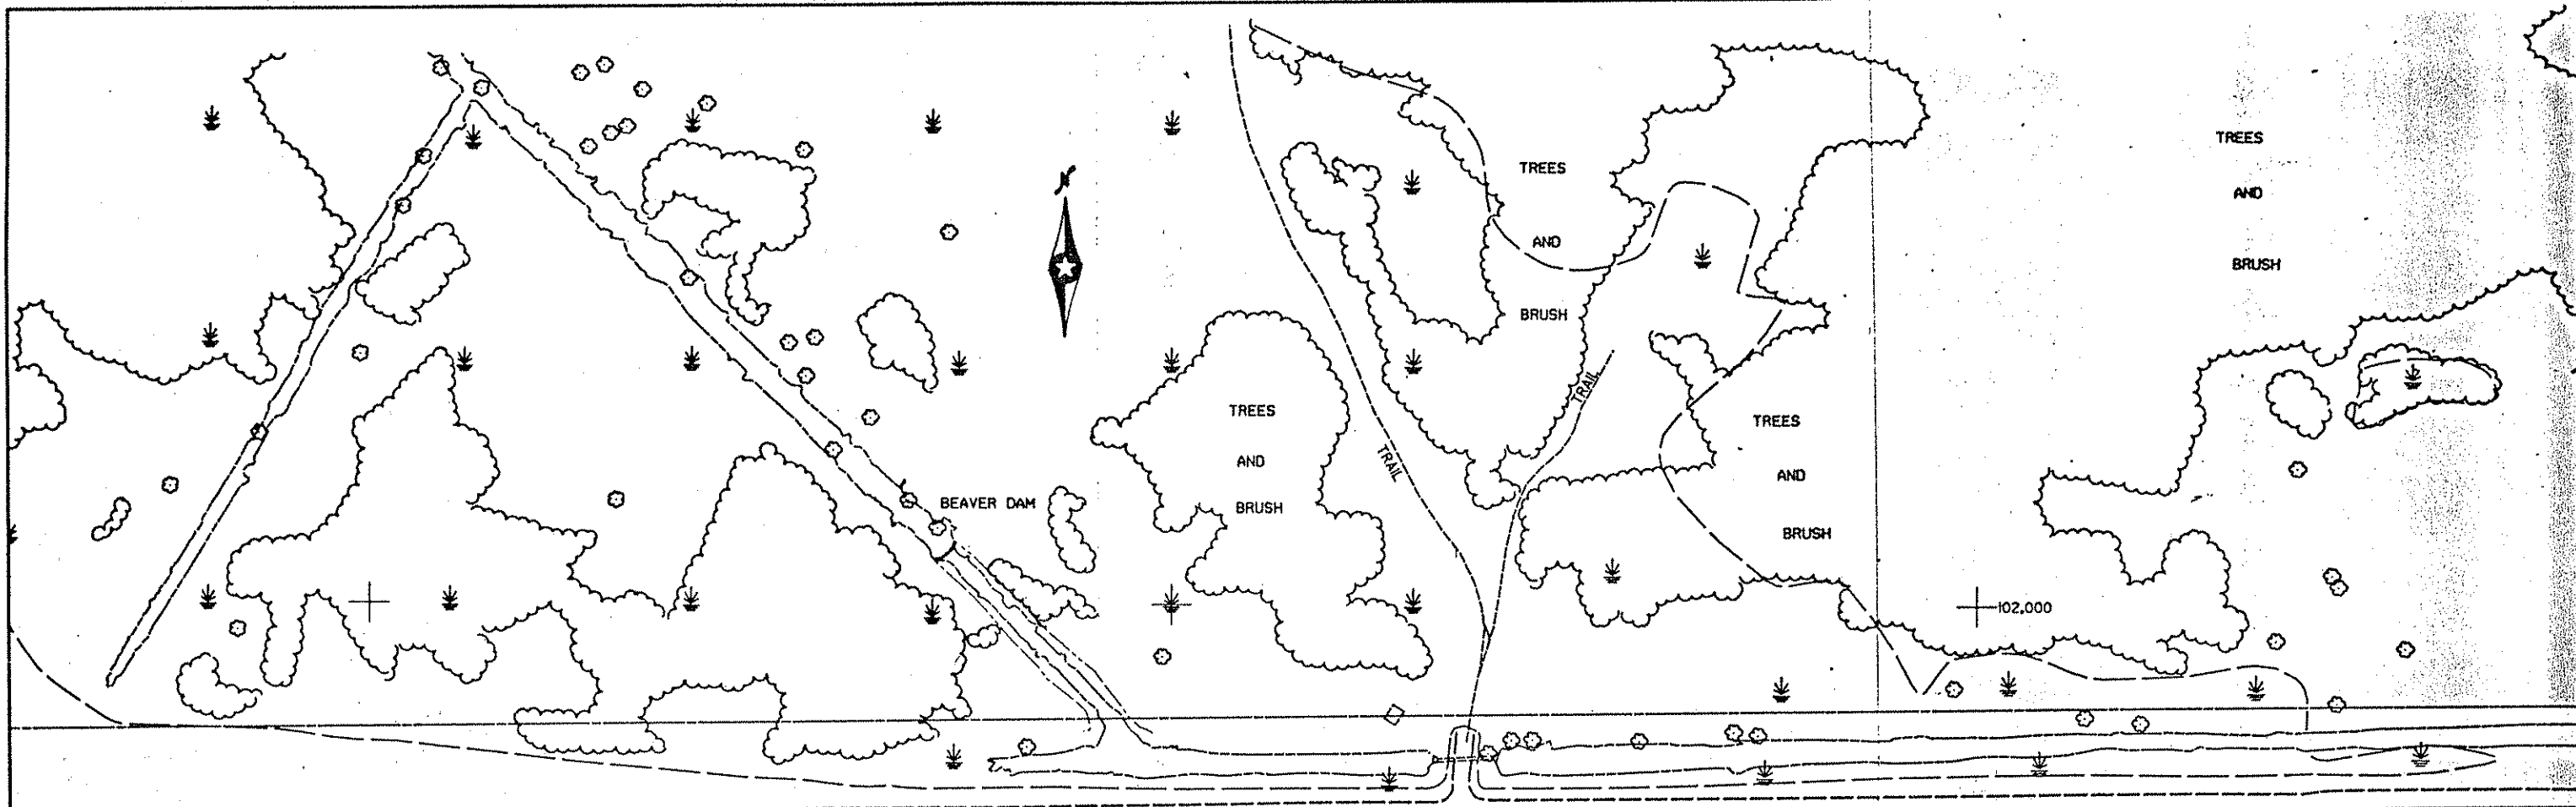 N
TREES
AND
BRUSH
TREES
AND
BRUSH
TRAIL
TREES
AND
BRUSH
TRAIL
TREES
AND
BRUSH
BEAVER DAM
102,000